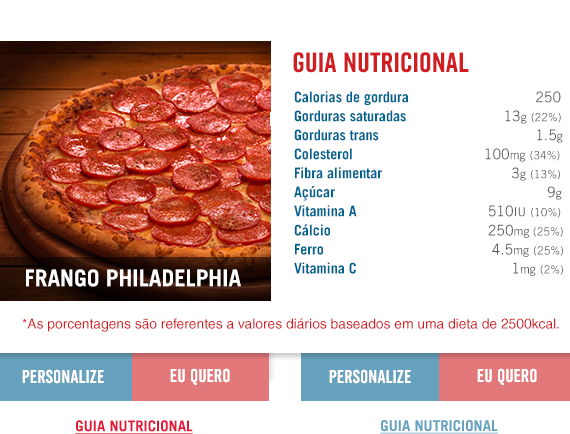 GUIA NUTRICIONAL
Calorias de gordura 250
Gorduras saturadas 13g (22%)
Gorduras trans 1.5g
Colesterol 100mg (34%)
Fibra alimentar 3g (13%)
Açúcar 9g
Vitamina A 510IU (10%)
Cálcio 250mg (25%)
Ferro 4.5mg (25%)
Vitamina C 1mg (2%)
FRANGO PHILADELPHIA
*As porcentagens são referentes a valores diários baseados em uma dieta de 2500kcal.
PERSONALIZE EU QUERO PERSONALIZE EU QUERO
GUIA NUTRICIONAL GUIA NUTRICIONAL